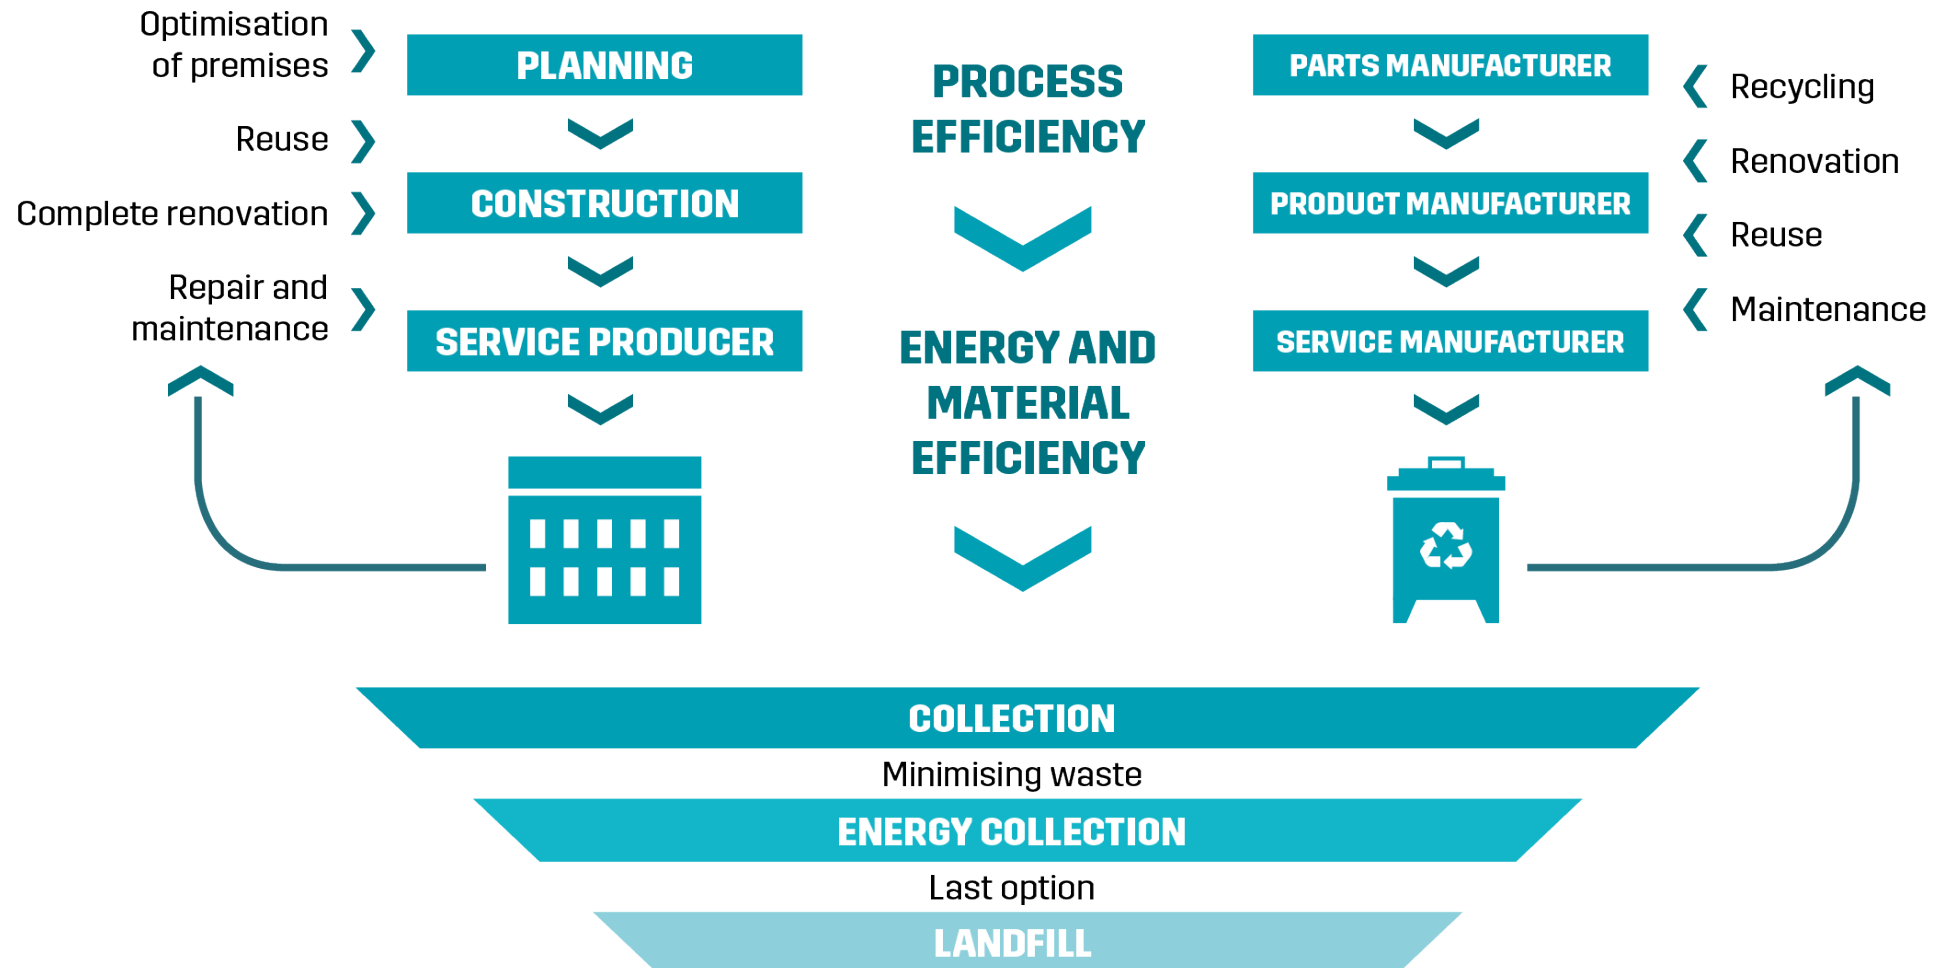 Optimisation
of premises
Reuse
Complete renovation
Repair and
maintenance
PLANNING
CONSTRUCTION
SERVICE PRODUCER
PROCESS
EFFICIENCY
ENERGY AND
MATERIAL
EFFICIENCY
PARTS MANUFACTURER
PRODUCT MANUFACTURER
SERVICE MANUFACTURER
Recycling
Renovation
Reuse
Maintenance
COLLECTION
Minimising waste
ENERGY COLLECTION
Last option
LANDFILL